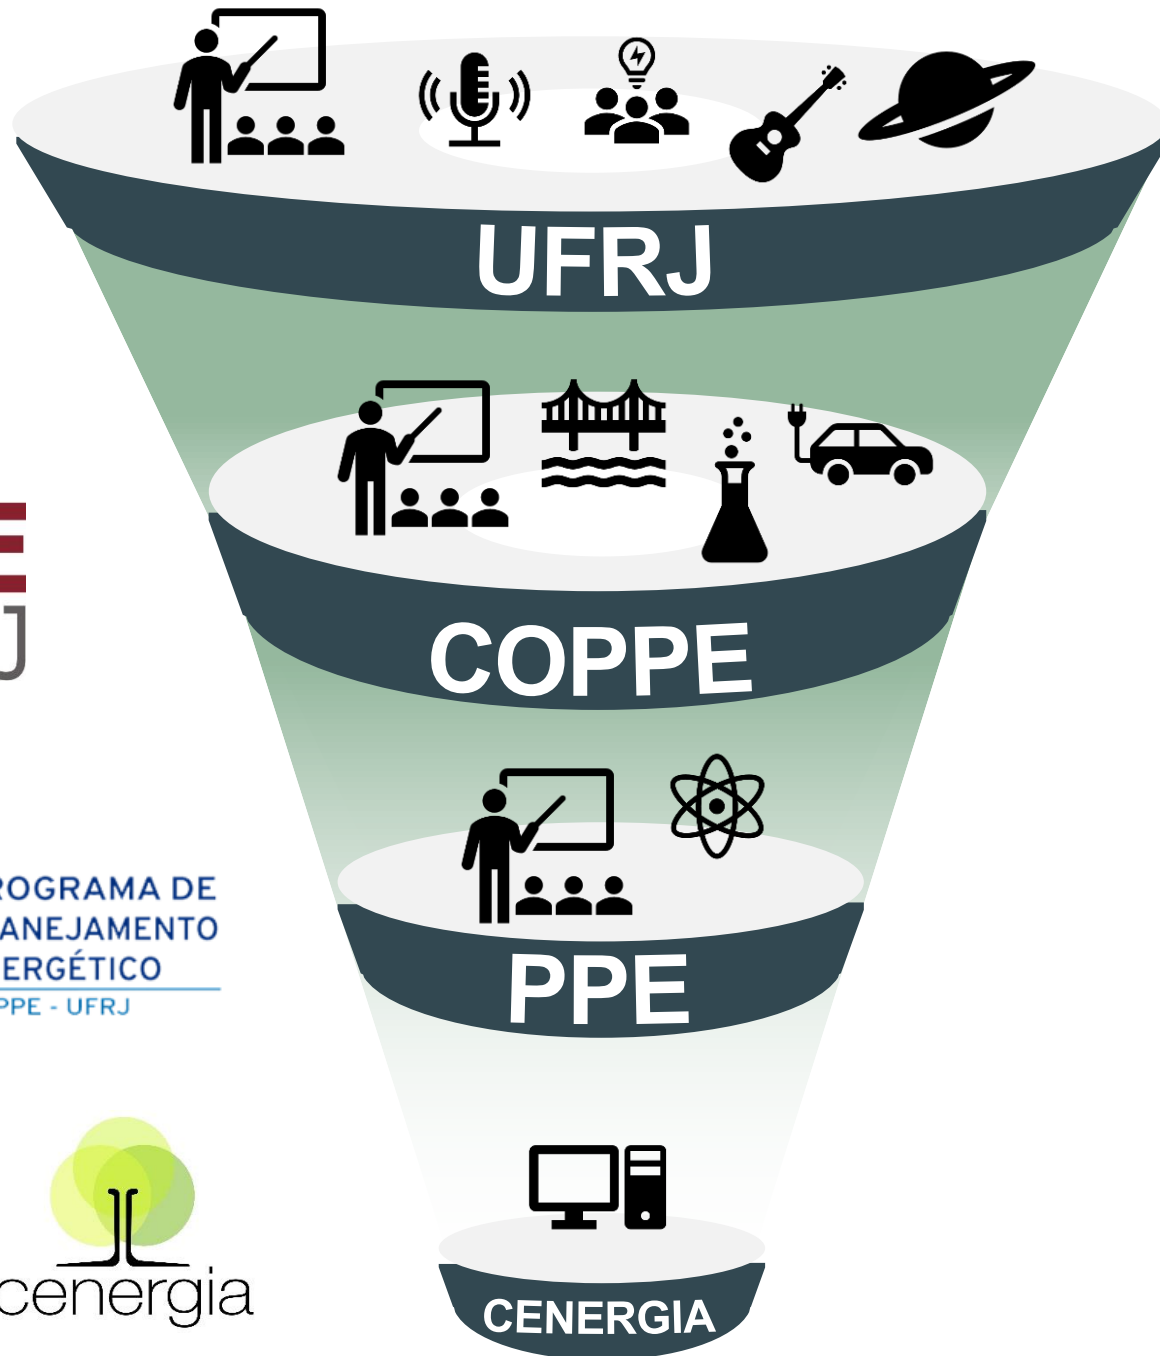 UFRJ
COPPE
J
ROGRAMA DE
ANEJAMENTO
ERGÉTICO
PPE - UFRJ
PPE
cenergia
CENERGIA